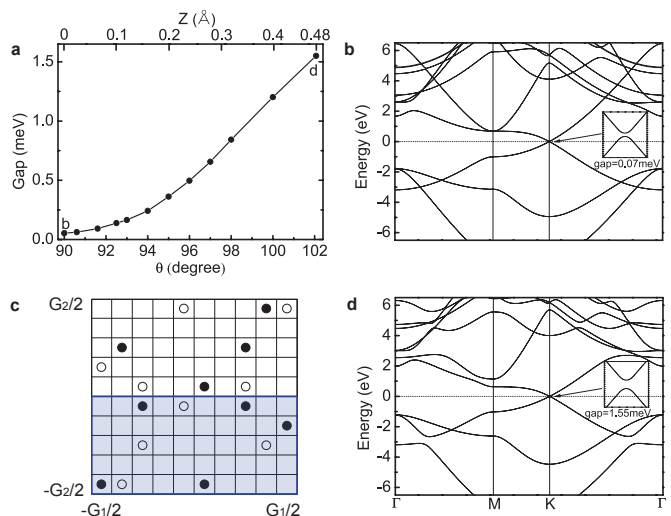 Z (Å)
0 0.1 0.2 0.3 0.4 0.48
a
1.5
1.0
0.5
0.0
Gap (meV)
d
b
90 92 94 96 98 100 102
θ (degree)
b
6
4
2
0
-2
-4
-6
Energy (eV)
gap=0.07meV
M K
c
G₂/2
-G₂/2
-G₁/2 G₁/2
d
6
4
2
0
-2
-4
-6
Energy (eV)
gap=1.55meV
Γ M K Γ